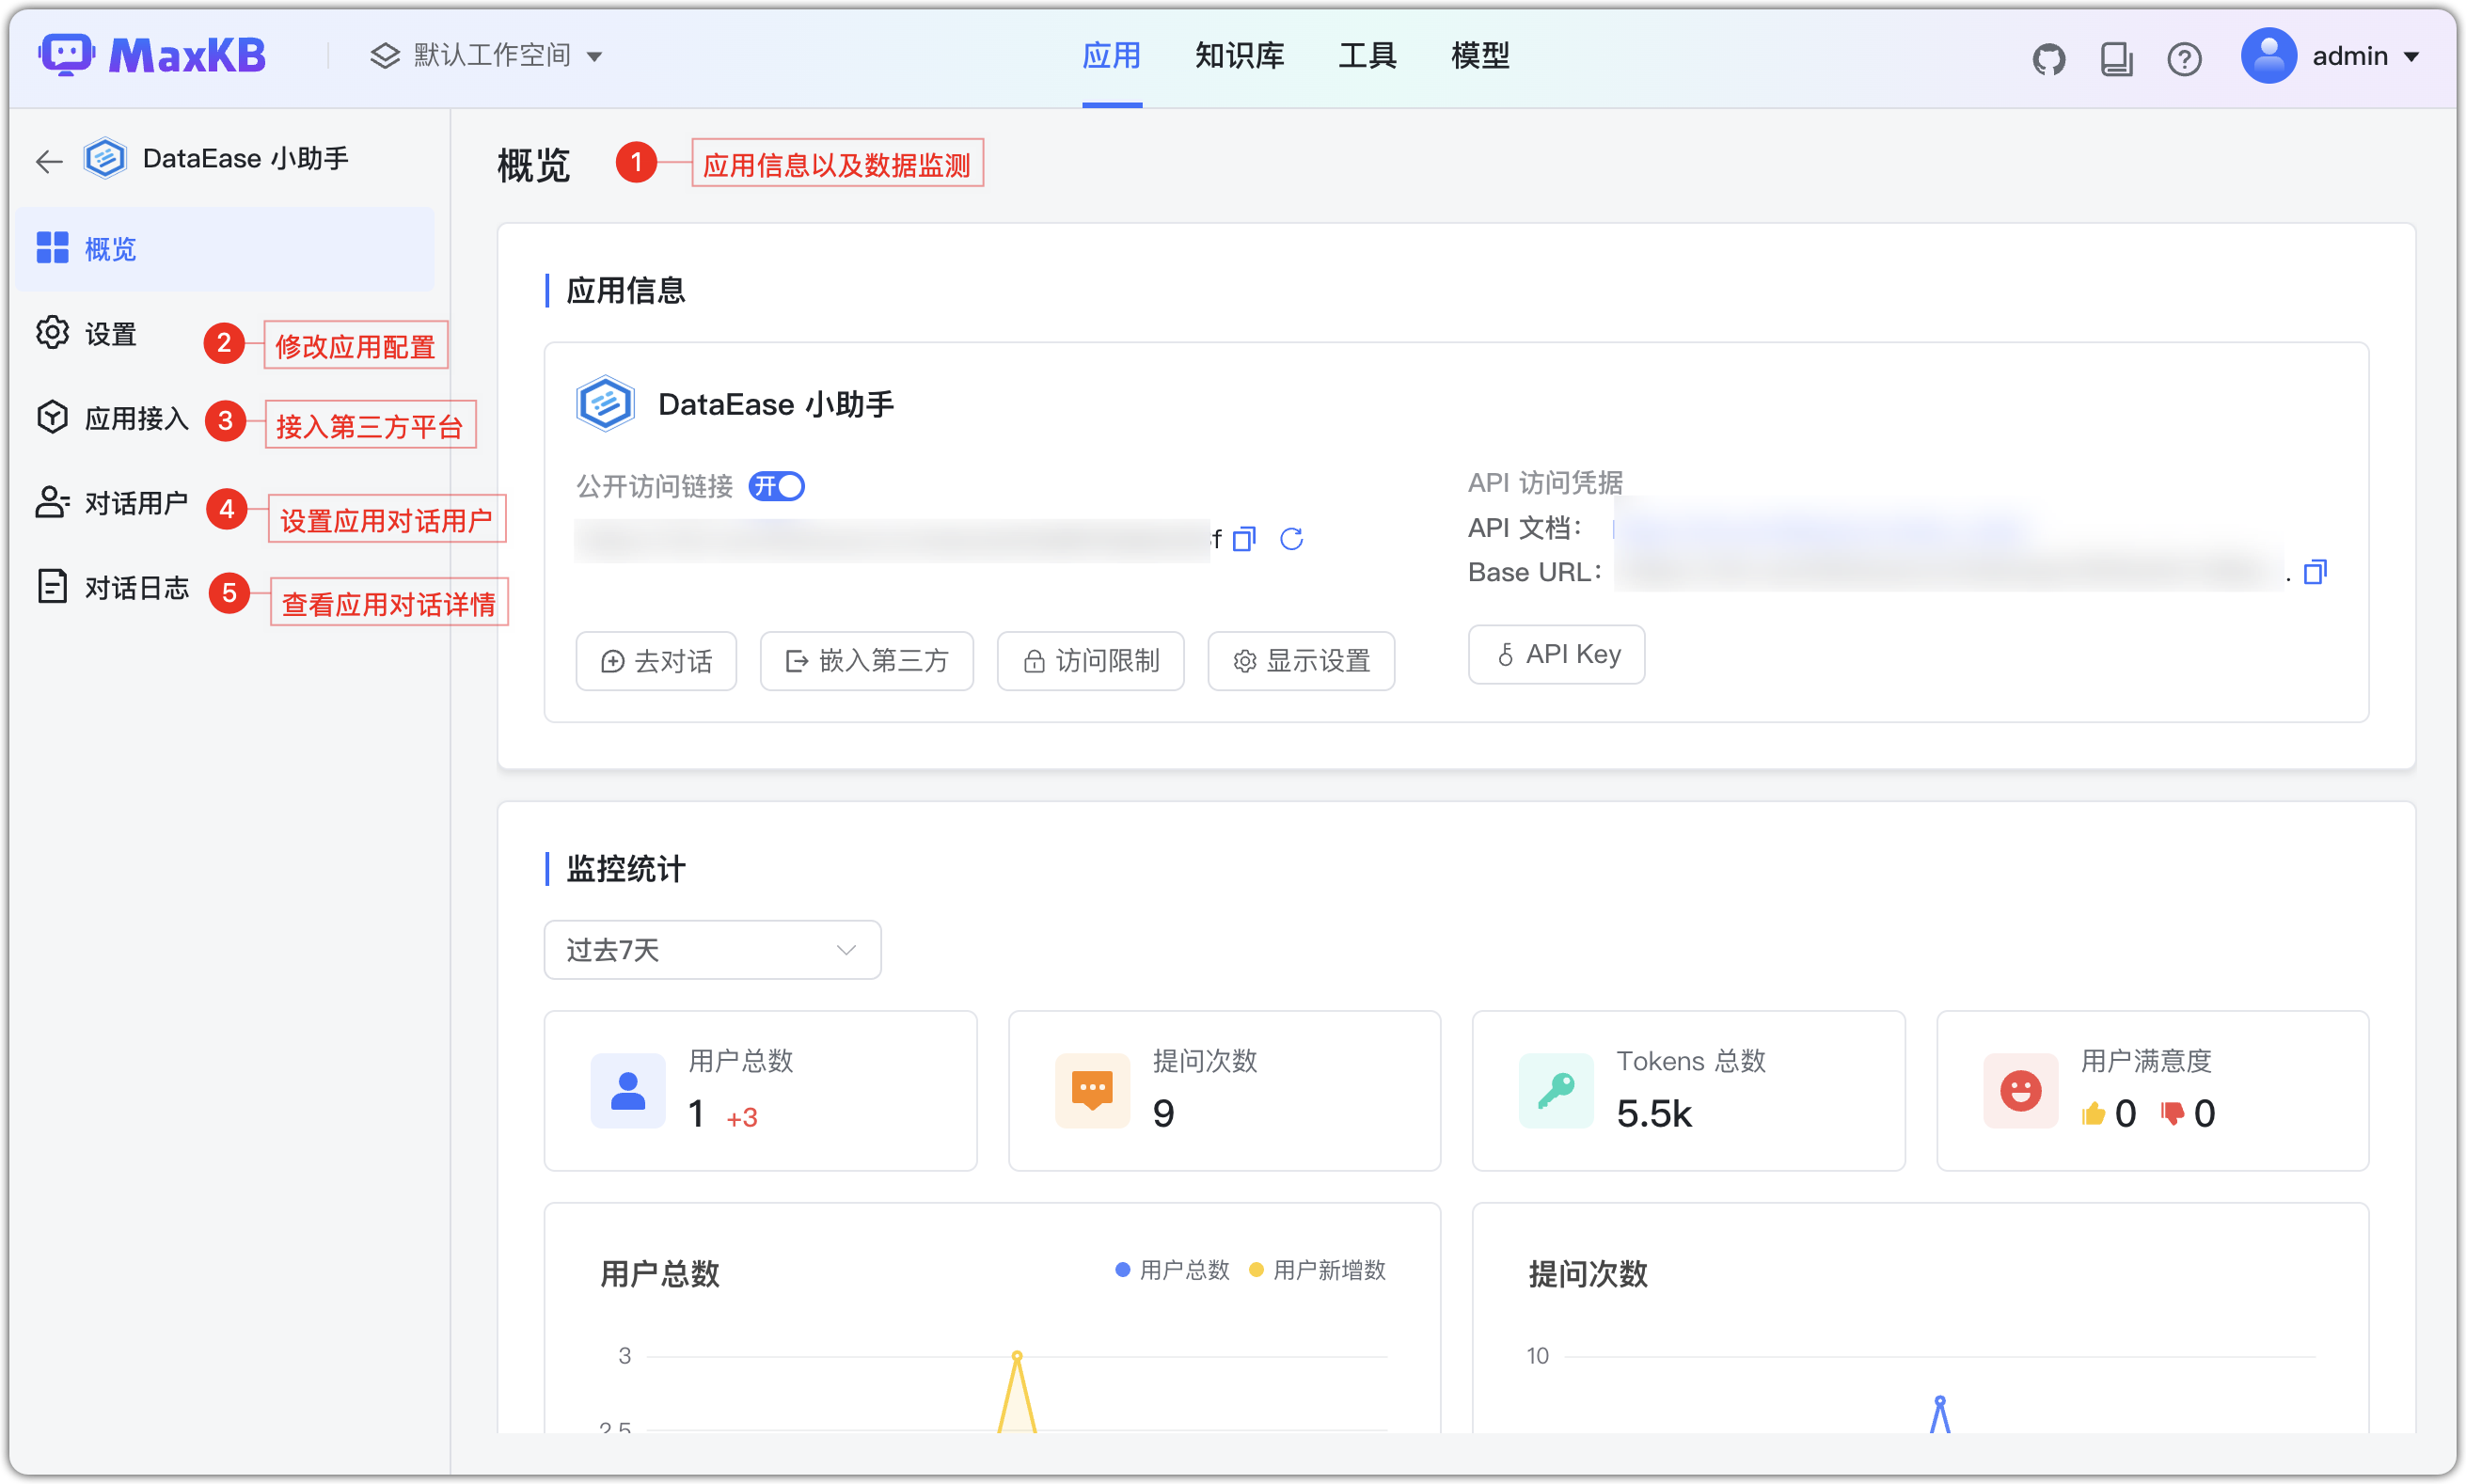 MaxKB
默认工作空间
应用
知识库
工具
模型
admin
DataEase 小助手
概览
设置
2 修改应用配置
应用接入
3 接入第三方平台
对话用户
4 设置应用对话用户
对话日志
5 查看应用对话详情
概览
1 应用信息以及数据监测
应用信息
DataEase 小助手
公开访问链接 开
f
去对话
嵌入第三方
访问限制
显示设置
API 访问凭据
API 文档：
Base URL：
API Key
监控统计
过去7天
用户总数
1 +3
提问次数
9
Tokens 总数
5.5k
用户满意度
0 0
用户总数
用户总数 用户新增数
3
2.5
提问次数
10